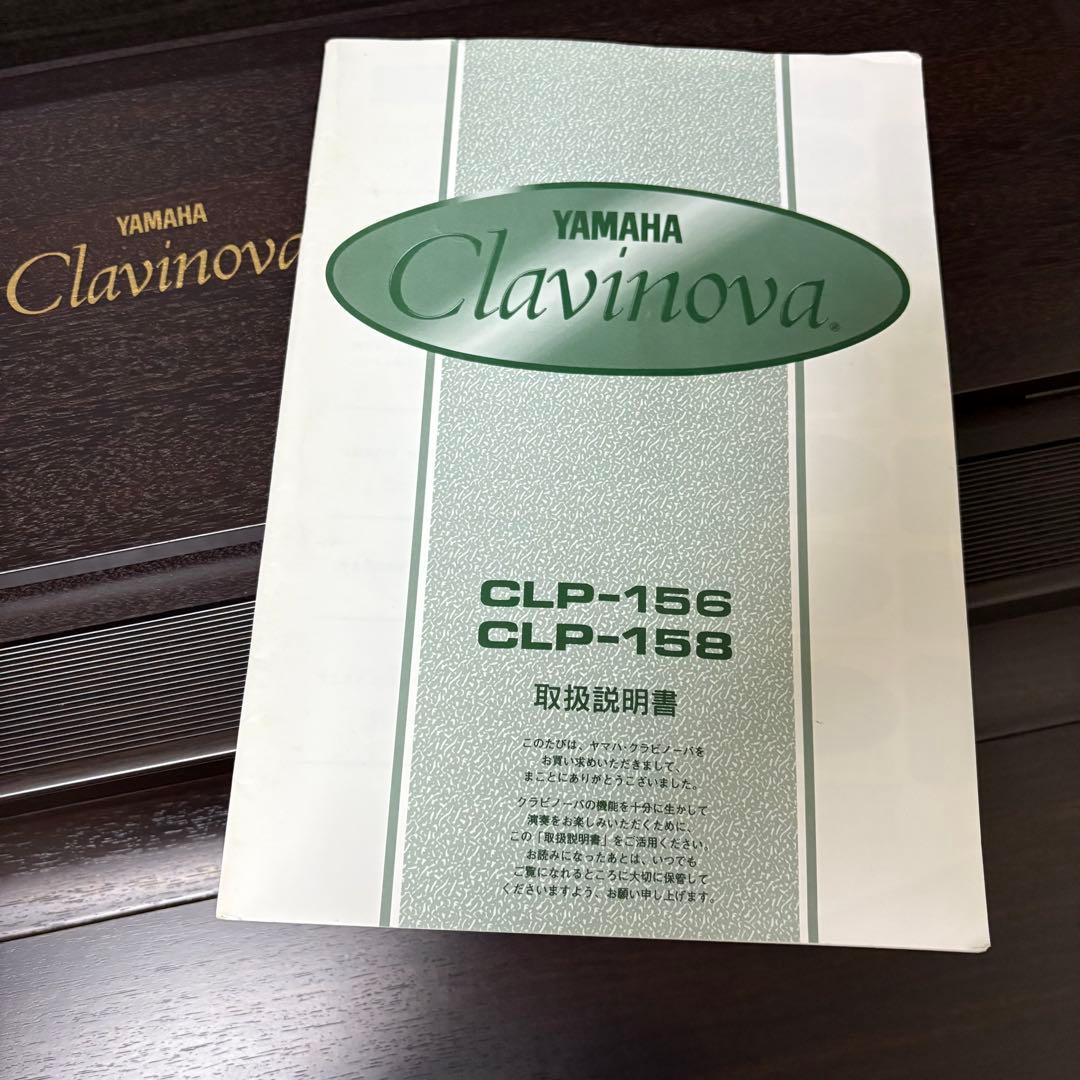 YAMAHA
Clavinova
YAMAHA
Clavinova®
CLP-156
CLP-158
取扱説明書
このたびは、ヤマハ・クラビノーバを
お買い求めいただきまして、
まことにありがとうございました。
クラビノーバの機能を十分に生かして
演奏をお楽しみいただくために、
この「取扱説明書」をご活用ください。
お読みになったあとは、いつでも
ご覧になれるところに大切に保管して
くださいますよう、お願い申し上げます。